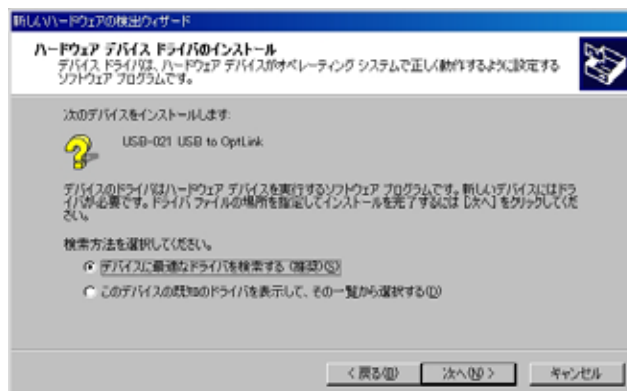 新しいハードウェアの検出ウィザード
ハードウェア デバイス ドライバのインストール
デバイス ドライバは、ハードウェア デバイスがオペレーティング システムで正しく動作するように設定する
ソフトウェア プログラムです。
次のデバイスをインストールします:
USB-021 USB to OptLink
デバイスのドライバはハードウェア デバイスを実行するソフトウェア プログラムです。新しいデバイスにはドラ
イバが必要です。ドライバ ファイルの場所を指定してインストールを完了するには [次へ] をクリックしてくだ
さい。
検索方法を選択してください。
デバイスに最適なドライバを検索する (推奨)(S)
このデバイスの既知のドライバを表示して、その一覧から選択する(D)
< 戻る(B) 次へ(N) > キャンセル